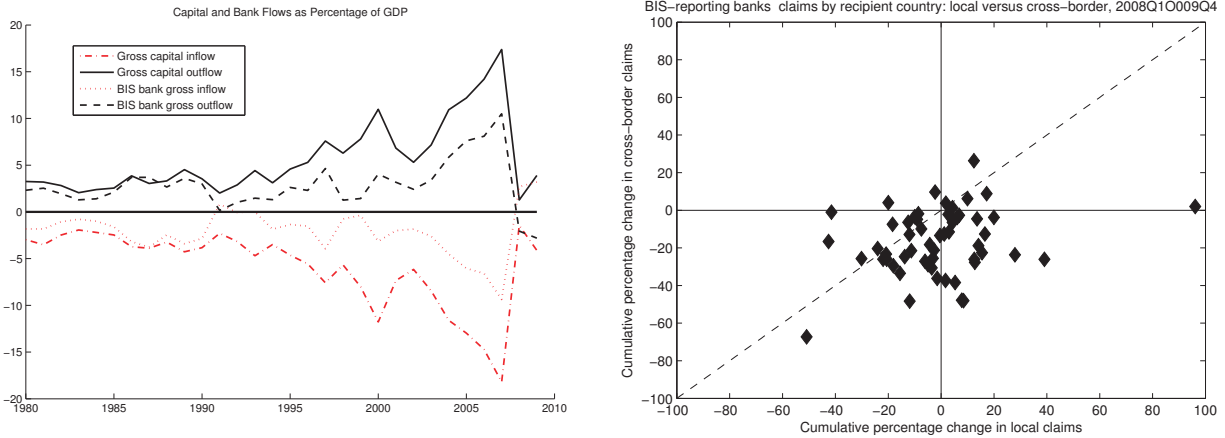 Capital and Bank Flows as Percentage of GDP
20
15
10
5
0
−5
−10
−15
−20
Gross capital inflow
Gross capital outflow
BIS bank gross inflow
BIS bank gross outflow
1980 1985 1990 1995 2000 2005 2010
BIS−reporting banks claims by recipient country: local versus cross−border, 2008Q1O009Q4
Cumulative percentage change in cross−border claims
100
80
60
40
20
0
−20
−40
−60
−80
−100
−100 −80 −60 −40 −20 0 20 40 60 80 100
Cumulative percentage change in local claims